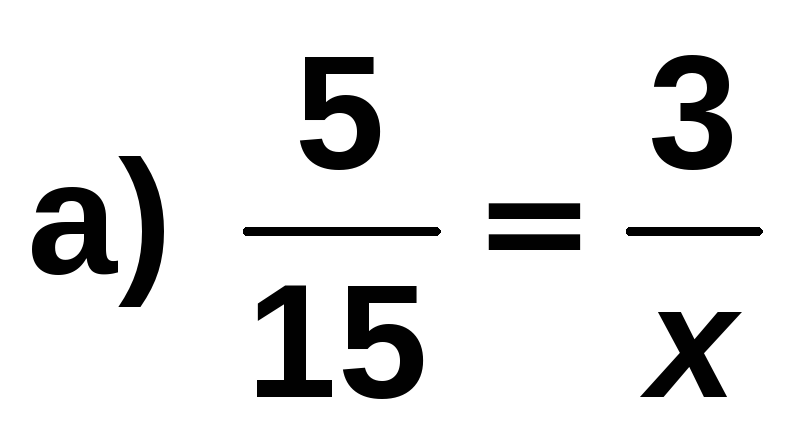 a) 5/15 = 3/x